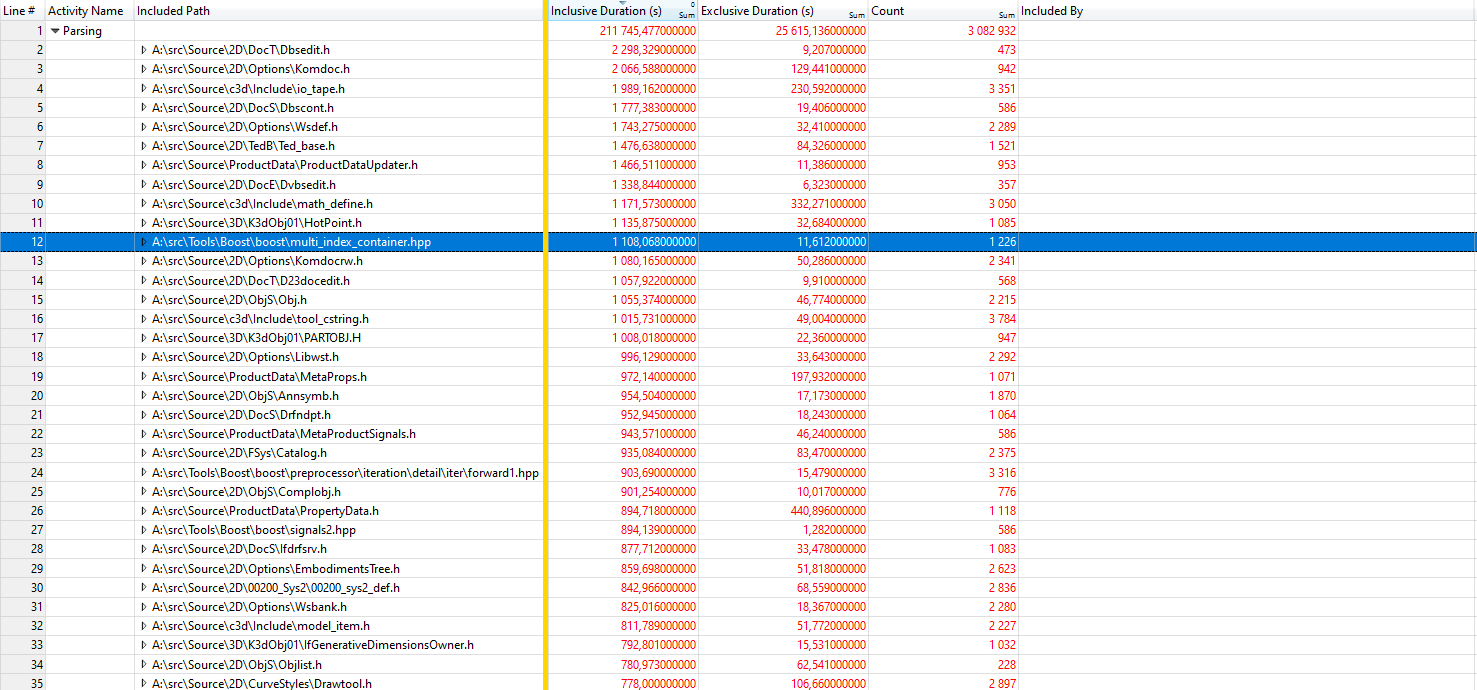 Line # Activity Name Included Path Inclusive Duration (s) 0 Sum Exclusive Duration (s) Sum Count Sum Included By
1 Parsing 211 745,477000000 25 615,136000000 3 082 932
2 A:\src\Source\2D\DocT\Dbsedit.h 2 298,329000000 9,207000000 473
3 A:\src\Source\2D\Options\Komdoc.h 2 066,588000000 129,441000000 942
4 A:\src\Source\c3d\Include\io_tape.h 1 989,162000000 230,592000000 3 351
5 A:\src\Source\2D\DocS\Dbscont.h 1 777,383000000 19,406000000 586
6 A:\src\Source\2D\Options\Wsdef.h 1 743,275000000 32,410000000 2 289
7 A:\src\Source\2D\TedB\Ted_base.h 1 476,638000000 84,326000000 1 521
8 A:\src\Source\ProductData\ProductDataUpdater.h 1 466,511000000 11,386000000 953
9 A:\src\Source\2D\DocE\Dvbsedit.h 1 338,844000000 6,323000000 357
10 A:\src\Source\c3d\Include\math_define.h 1 171,573000000 332,271000000 3 050
11 A:\src\Source\3D\K3dObj01\HotPoint.h 1 135,875000000 32,684000000 1 085
12 A:\src\Tools\Boost\boost\multi_index_container.hpp 1 108,068000000 11,612000000 1 226
13 A:\src\Source\2D\Options\Komdocrw.h 1 080,165000000 50,286000000 2 341
14 A:\src\Source\2D\DocT\D23docedit.h 1 057,922000000 9,910000000 568
15 A:\src\Source\2D\ObjS\Obj.h 1 055,374000000 46,774000000 2 215
16 A:\src\Source\c3d\Include\tool_cstring.h 1 015,731000000 49,004000000 3 784
17 A:\src\Source\3D\K3dObj01\PARTOBJ.H 1 008,018000000 22,360000000 947
18 A:\src\Source\2D\Options\Libwst.h 996,129000000 33,643000000 2 292
19 A:\src\Source\ProductData\MetaProps.h 972,140000000 197,932000000 1 071
20 A:\src\Source\2D\ObjS\Annsymb.h 954,504000000 17,173000000 1 870
21 A:\src\Source\2D\DocS\Drfndpt.h 952,945000000 18,243000000 1 064
22 A:\src\Source\ProductData\MetaProductSignals.h 943,571000000 46,240000000 586
23 A:\src\Source\2D\FSys\Catalog.h 935,084000000 83,470000000 2 375
24 A:\src\Tools\Boost\boost\preprocessor\iteration\detail\iter\forward1.hpp 903,690000000 15,479000000 3 316
25 A:\src\Source\2D\ObjS\Complobj.h 901,254000000 10,017000000 776
26 A:\src\Source\ProductData\PropertyData.h 894,718000000 440,896000000 1 118
27 A:\src\Tools\Boost\boost\signals2.hpp 894,139000000 1,282000000 586
28 A:\src\Source\2D\DocS\Ifdrfsrv.h 877,712000000 33,478000000 1 083
29 A:\src\Source\2D\Options\EmbodimentsTree.h 859,698000000 51,818000000 2 623
30 A:\src\Source\2D\00200_Sys2\00200_sys2_def.h 842,966000000 68,559000000 2 836
31 A:\src\Source\2D\Options\Wsbank.h 825,016000000 18,367000000 2 280
32 A:\src\Source\c3d\Include\model_item.h 811,789000000 51,772000000 2 227
33 A:\src\Source\3D\K3dObj01\IfGenerativeDimensionsOwner.h 792,801000000 15,531000000 1 032
34 A:\src\Source\2D\ObjS\Objlist.h 780,973000000 62,541000000 228
35 A:\src\Source\2D\CurveStyles\Drawtool.h 778,000000000 106,660000000 2 897